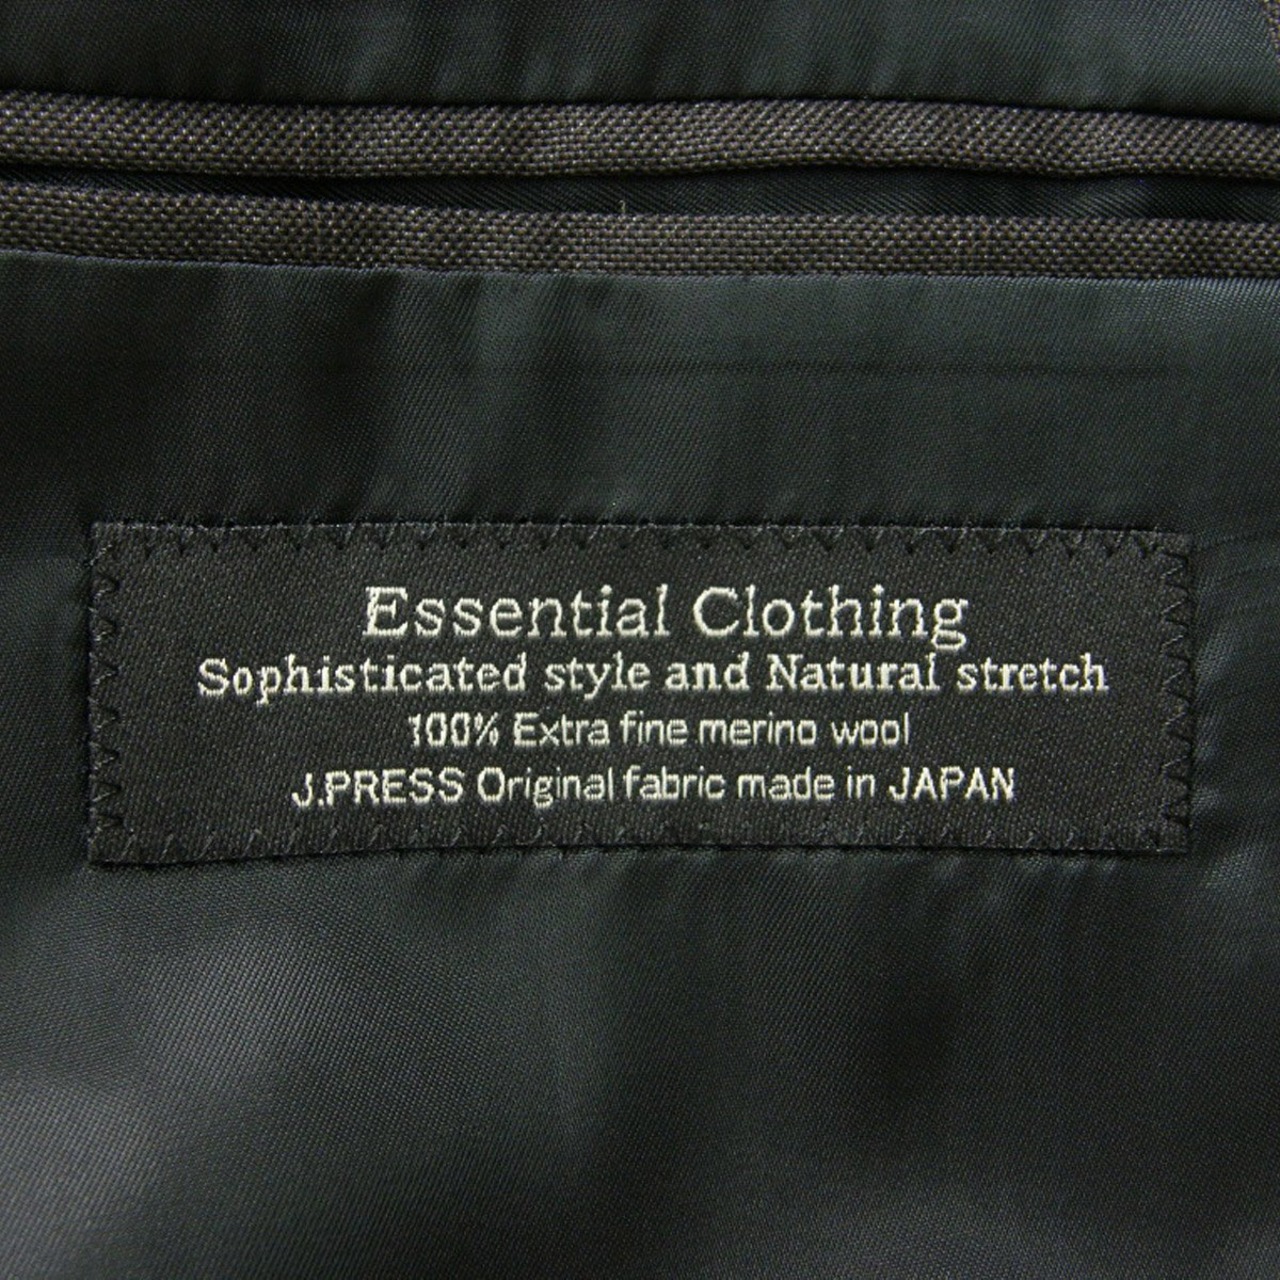 Essential Clothing
Sophisticated style and Natural stretch
100% Extra fine merino wool
J.PRESS Original fabric made in JAPAN